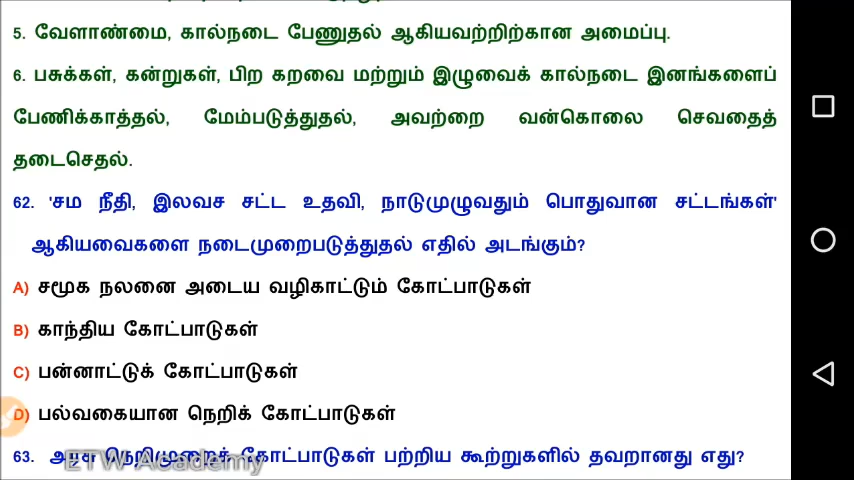 5. வேளாண்மை, கால்நடை பேணுதல் ஆகியவற்றிற்கான அமைப்பு.
6. பசுக்கள், கன்றுகள், பிற கறவை மற்றும் இழுவைக் கால்நடை இனங்களைப்
பேணிக்காத்தல், மேம்படுத்துதல், அவற்றை வன்கொலை செவதைத்
தடைசெதல்.
62. 'சம நீதி, இலவச சட்ட உதவி, நாடுமுழுவதும் பொதுவான சட்டங்கள்'
ஆகியவைகளை நடைமுறைபடுத்துதல் எதில் அடங்கும்?
A) சமூக நலனை அடைய வழிகாட்டும் கோட்பாடுகள்
B) காந்திய கோட்பாடுகள்
C) பன்னாட்டுக் கோட்பாடுகள்
D) பல்வகையான நெறிக் கோட்பாடுகள்
63. அரசு நெறிமுறைக் கோட்பாடுகள் பற்றிய கூற்றுகளில் தவறானது எது?
ETW Academy